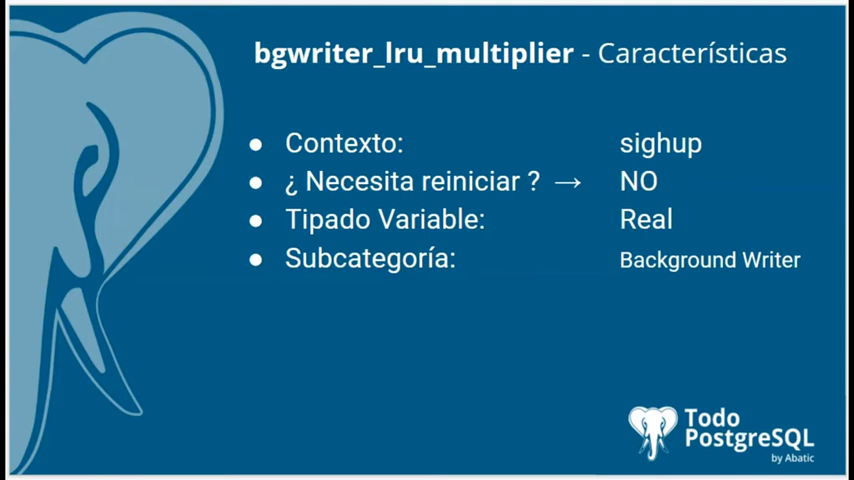 bgwriter_lru_multiplier - Características
● Contexto: sighup
● ¿ Necesita reiniciar ? → NO
● Tipado Variable: Real
● Subcategoría: Background Writer
Todo
PostgreSQL
by Abatic